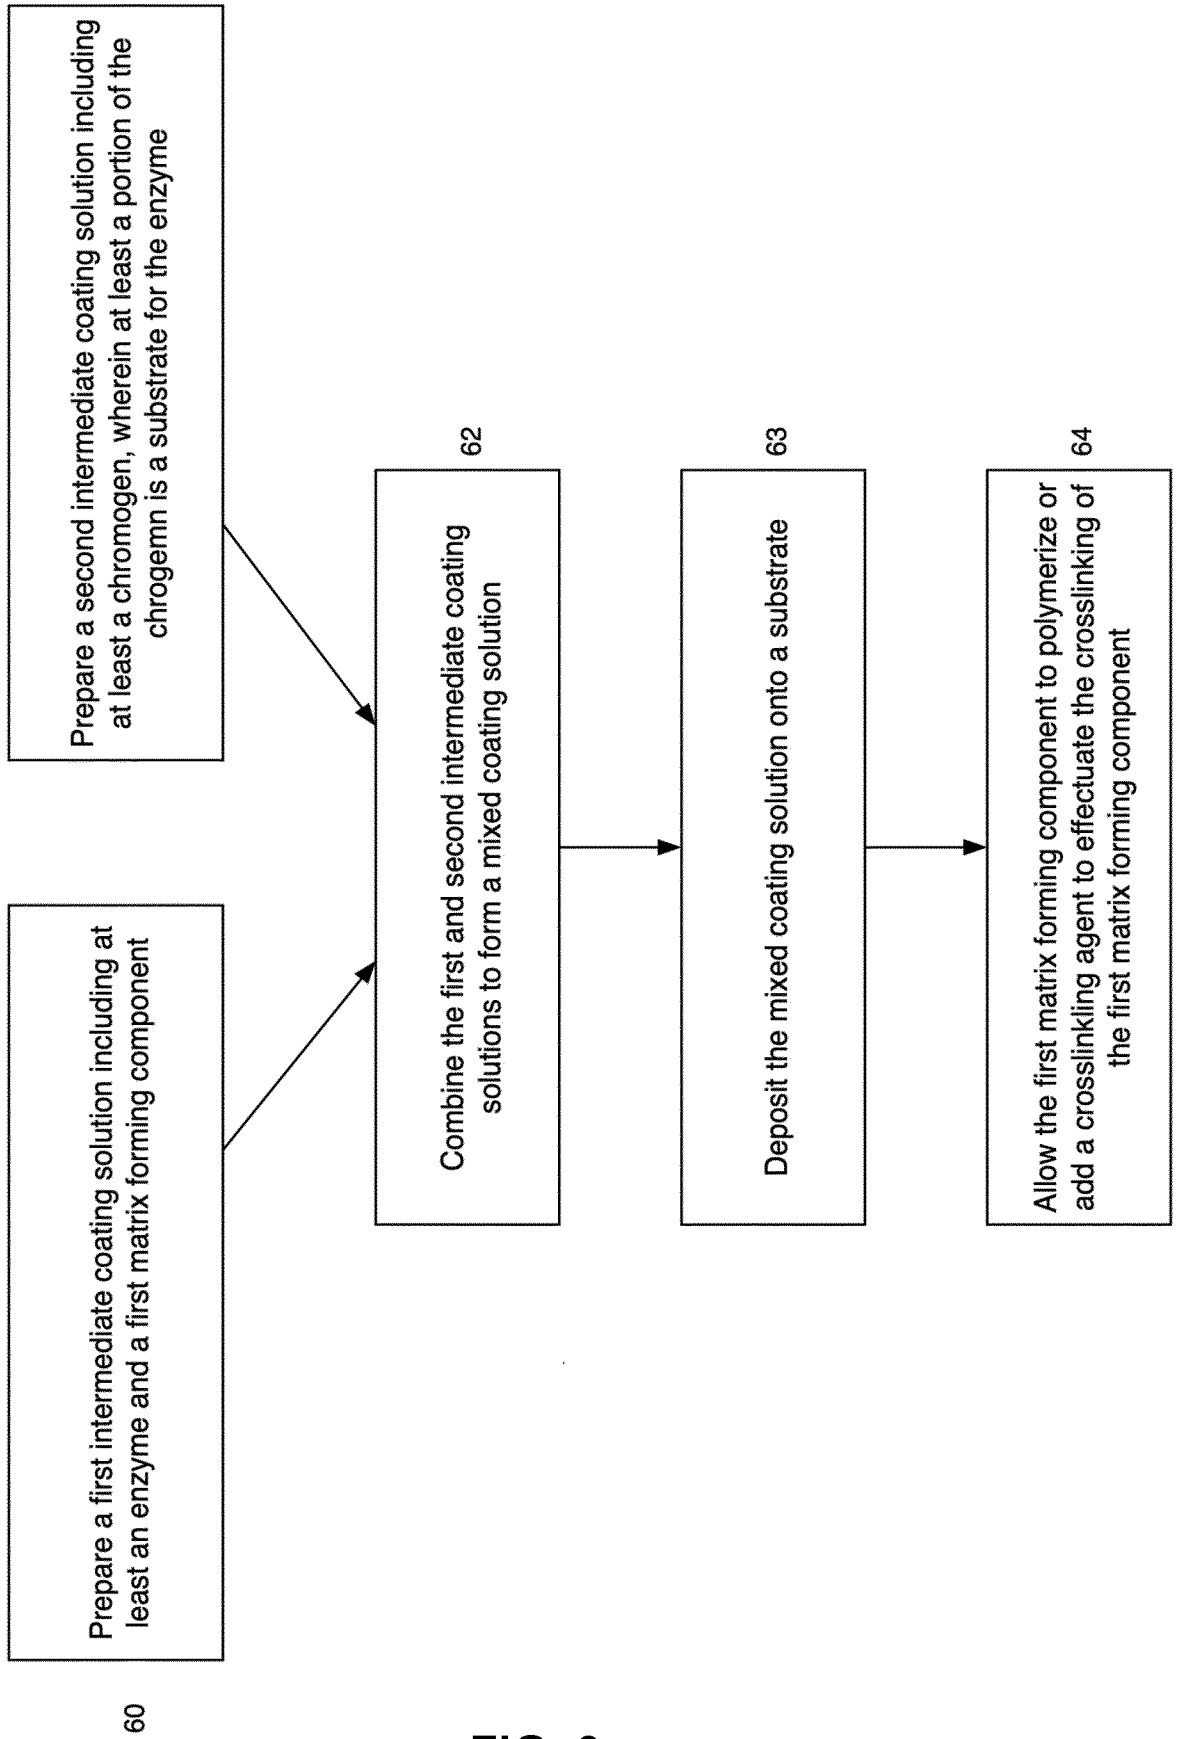 60
Prepare a first intermediate coating solution including at
least an enzyme and a first matrix forming component
Prepare a second intermediate coating solution including
at least a chromogen, wherein at least a portion of the
chrogemn is a substrate for the enzyme
62
Combine the first and second intermediate coating
solutions to form a mixed coating solution
63
Deposit the mixed coating solution onto a substrate
64
Allow the first matrix forming component to polymerize or
add a crosslinkling agent to effectuate the crosslinking of
the first matrix forming component